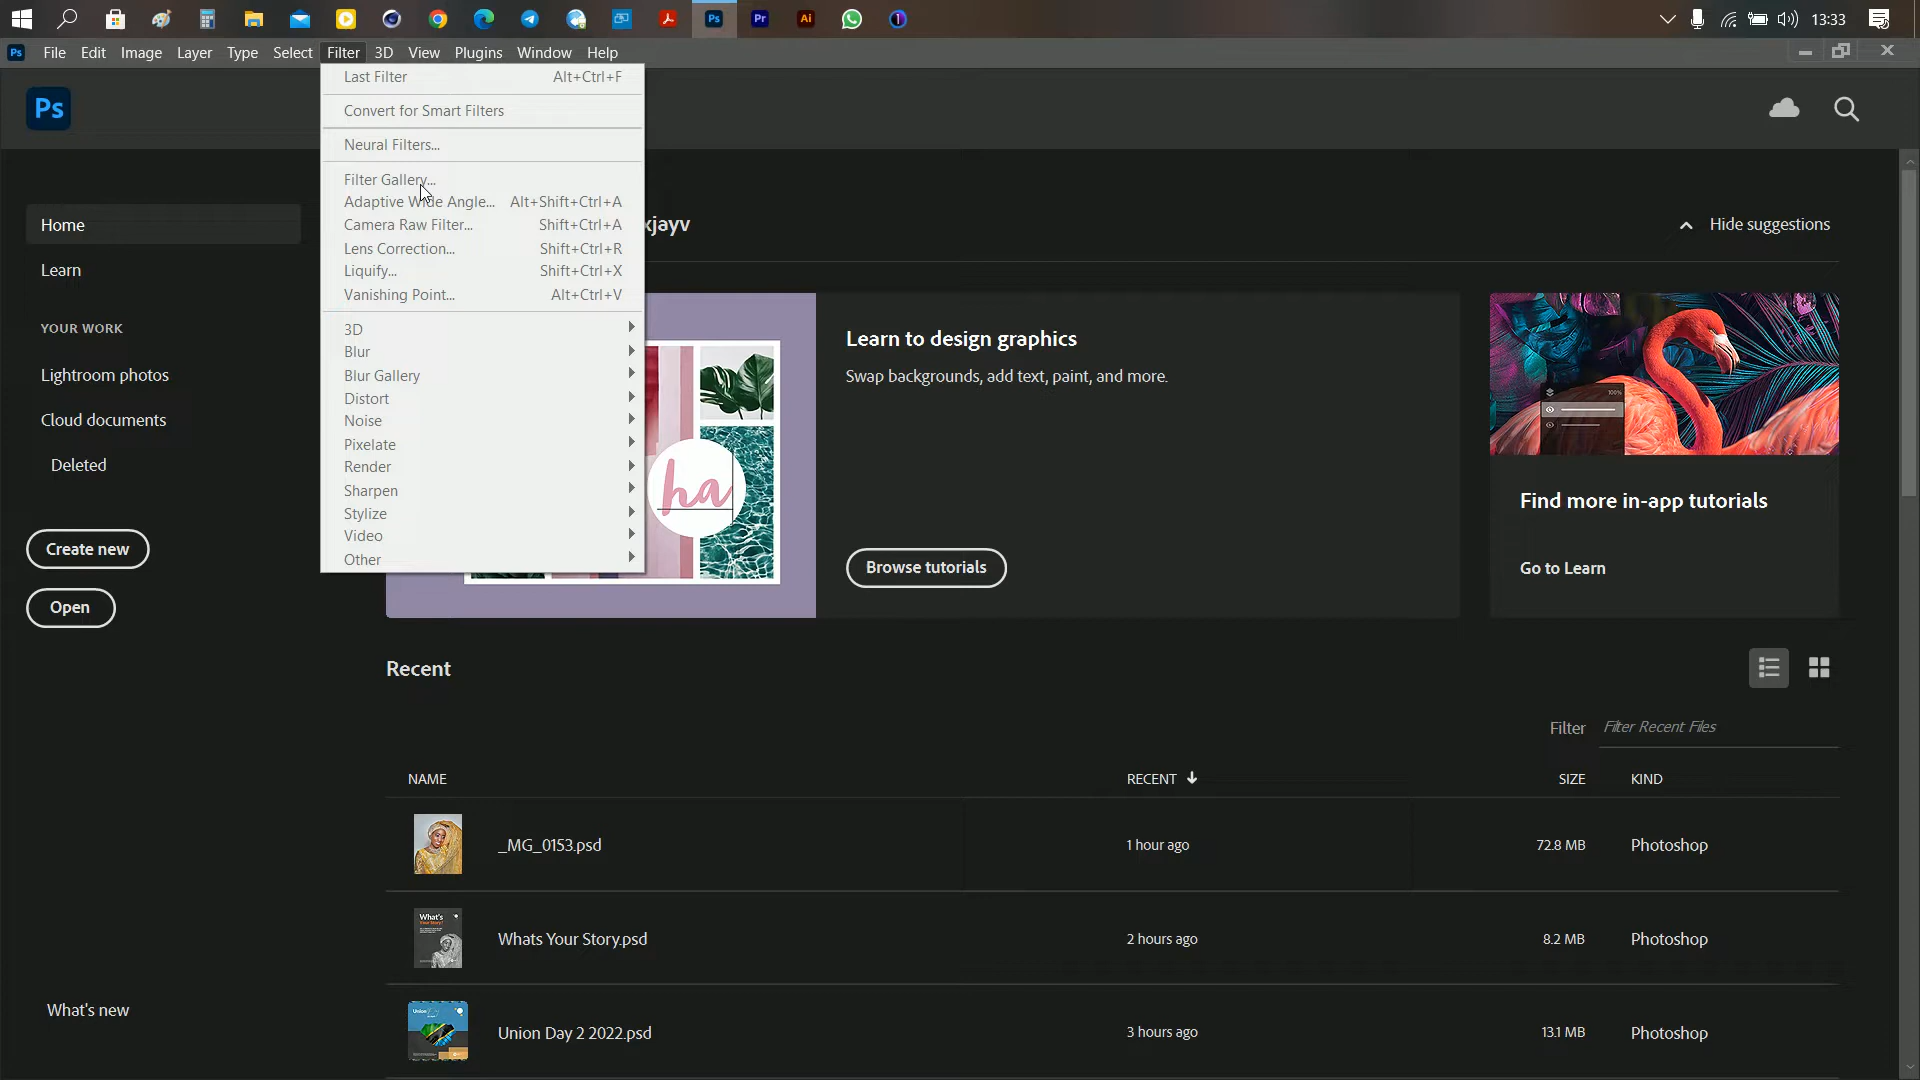 13:33
Ps File Edit Image Layer Type Select Filter 3D View Plugins Window Help
Last Filter Alt+Ctrl+F
Convert for Smart Filters
Neural Filters...
Filter Gallery...
Adaptive Wide Angle... Alt+Shift+Ctrl+A
Camera Raw Filter... Shift+Ctrl+A
Lens Correction... Shift+Ctrl+R
Liquify... Shift+Ctrl+X
Vanishing Point... Alt+Ctrl+V
3D
Blur
Blur Gallery
Distort
Noise
Pixelate
Render
Sharpen
Stylize
Video
Other
Ps
Home
Learn
YOUR WORK
Lightroom photos
Cloud documents
Deleted
Create new
Open
What's new
xjayv
Hide suggestions
ha
Learn to design graphics
Swap backgrounds, add text, paint, and more.
Browse tutorials
100%
Find more in-app tutorials
Go to Learn
Recent
Filter Filter Recent Files
NAME RECENT SIZE KIND
_MG_0153.psd 1 hour ago 72.8 MB Photoshop
What's
Whats Your Story.psd 2 hours ago 8.2 MB Photoshop
Union
Union Day 2 2022.psd 3 hours ago 13.1 MB Photoshop